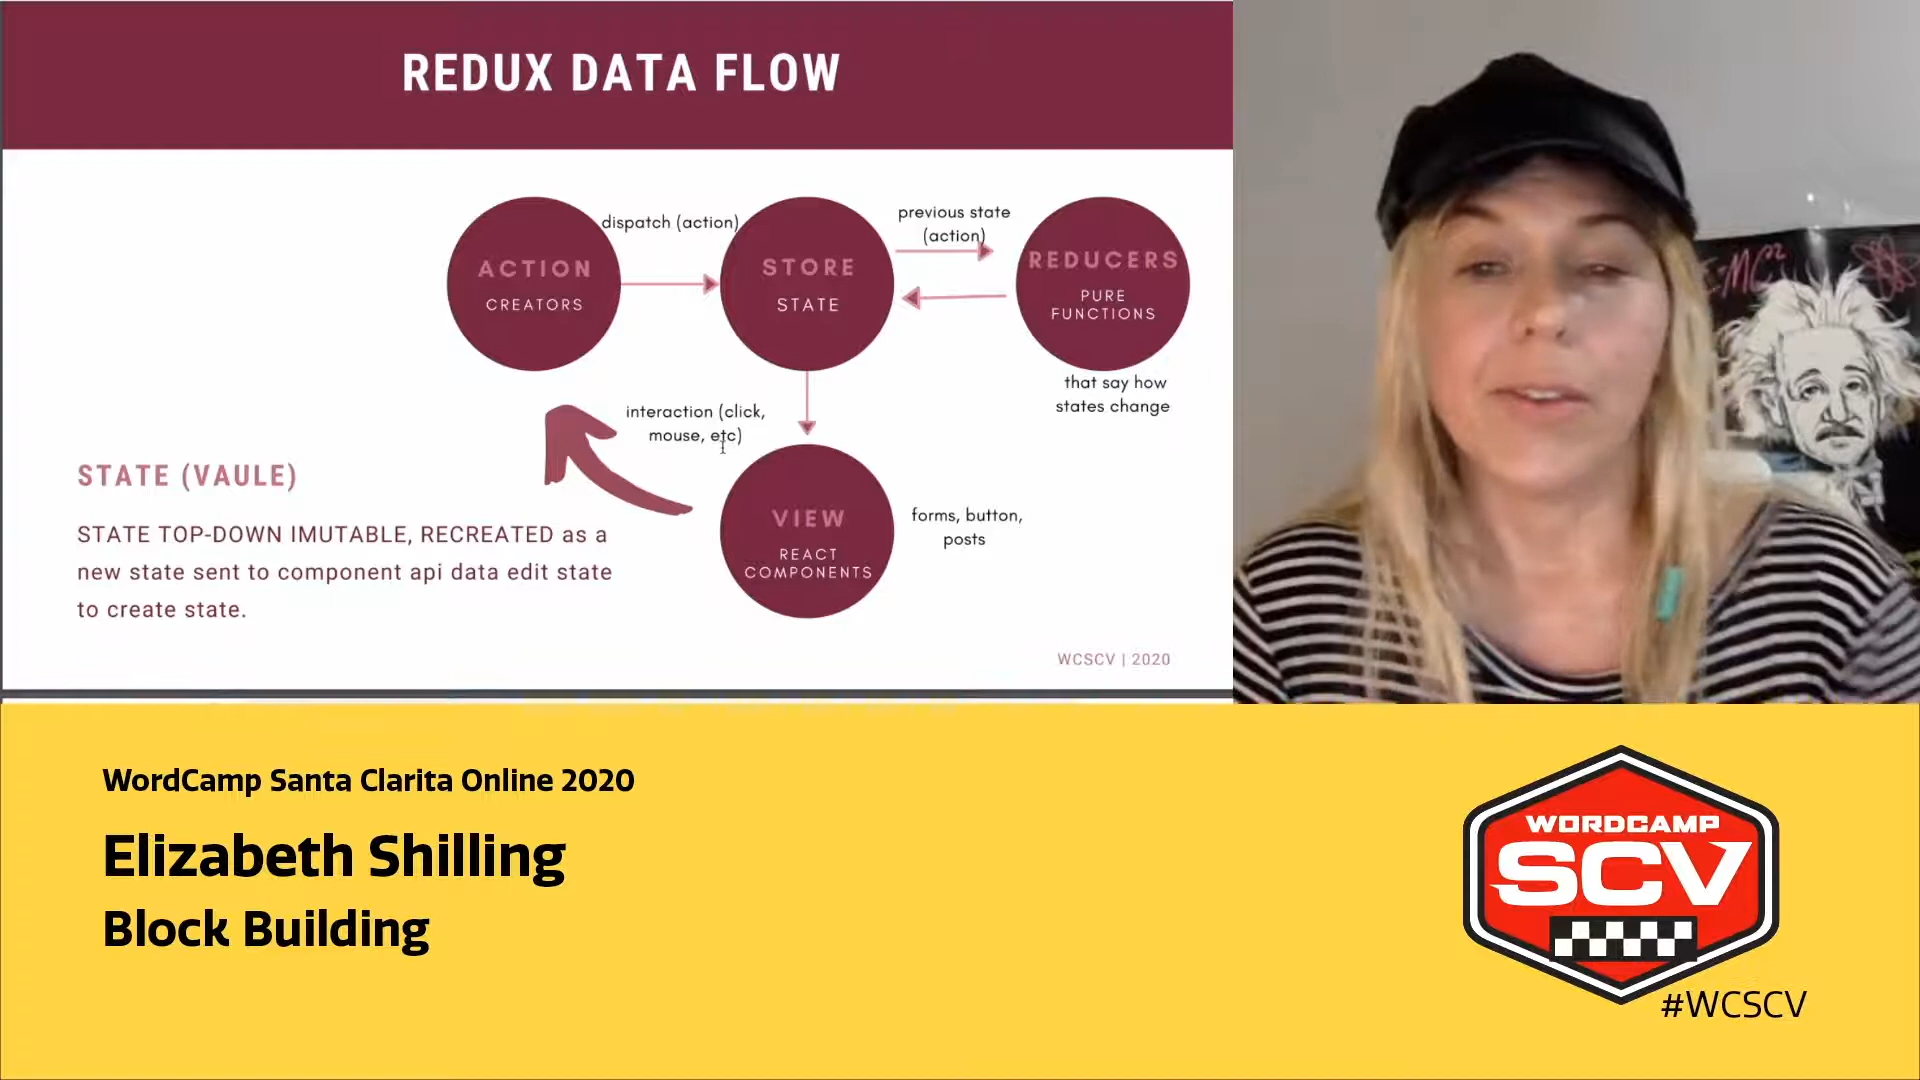 REDUX DATA FLOW
dispatch (action)
previous state
(action)
ACTION
CREATORS
STORE
STATE
REDUCERS
PURE
FUNCTIONS
that say how
states change
interaction (click,
mouse, etc)
VIEW
REACT
COMPONENTS
forms, button,
posts
STATE (VAULE)
STATE TOP-DOWN IMUTABLE, RECREATED as a
new state sent to component api data edit state
to create state.
WCSCV | 2020
MC²
WordCamp Santa Clarita Online 2020
Elizabeth Shilling
Block Building
WORDCAMP
SCV
#WCSCV